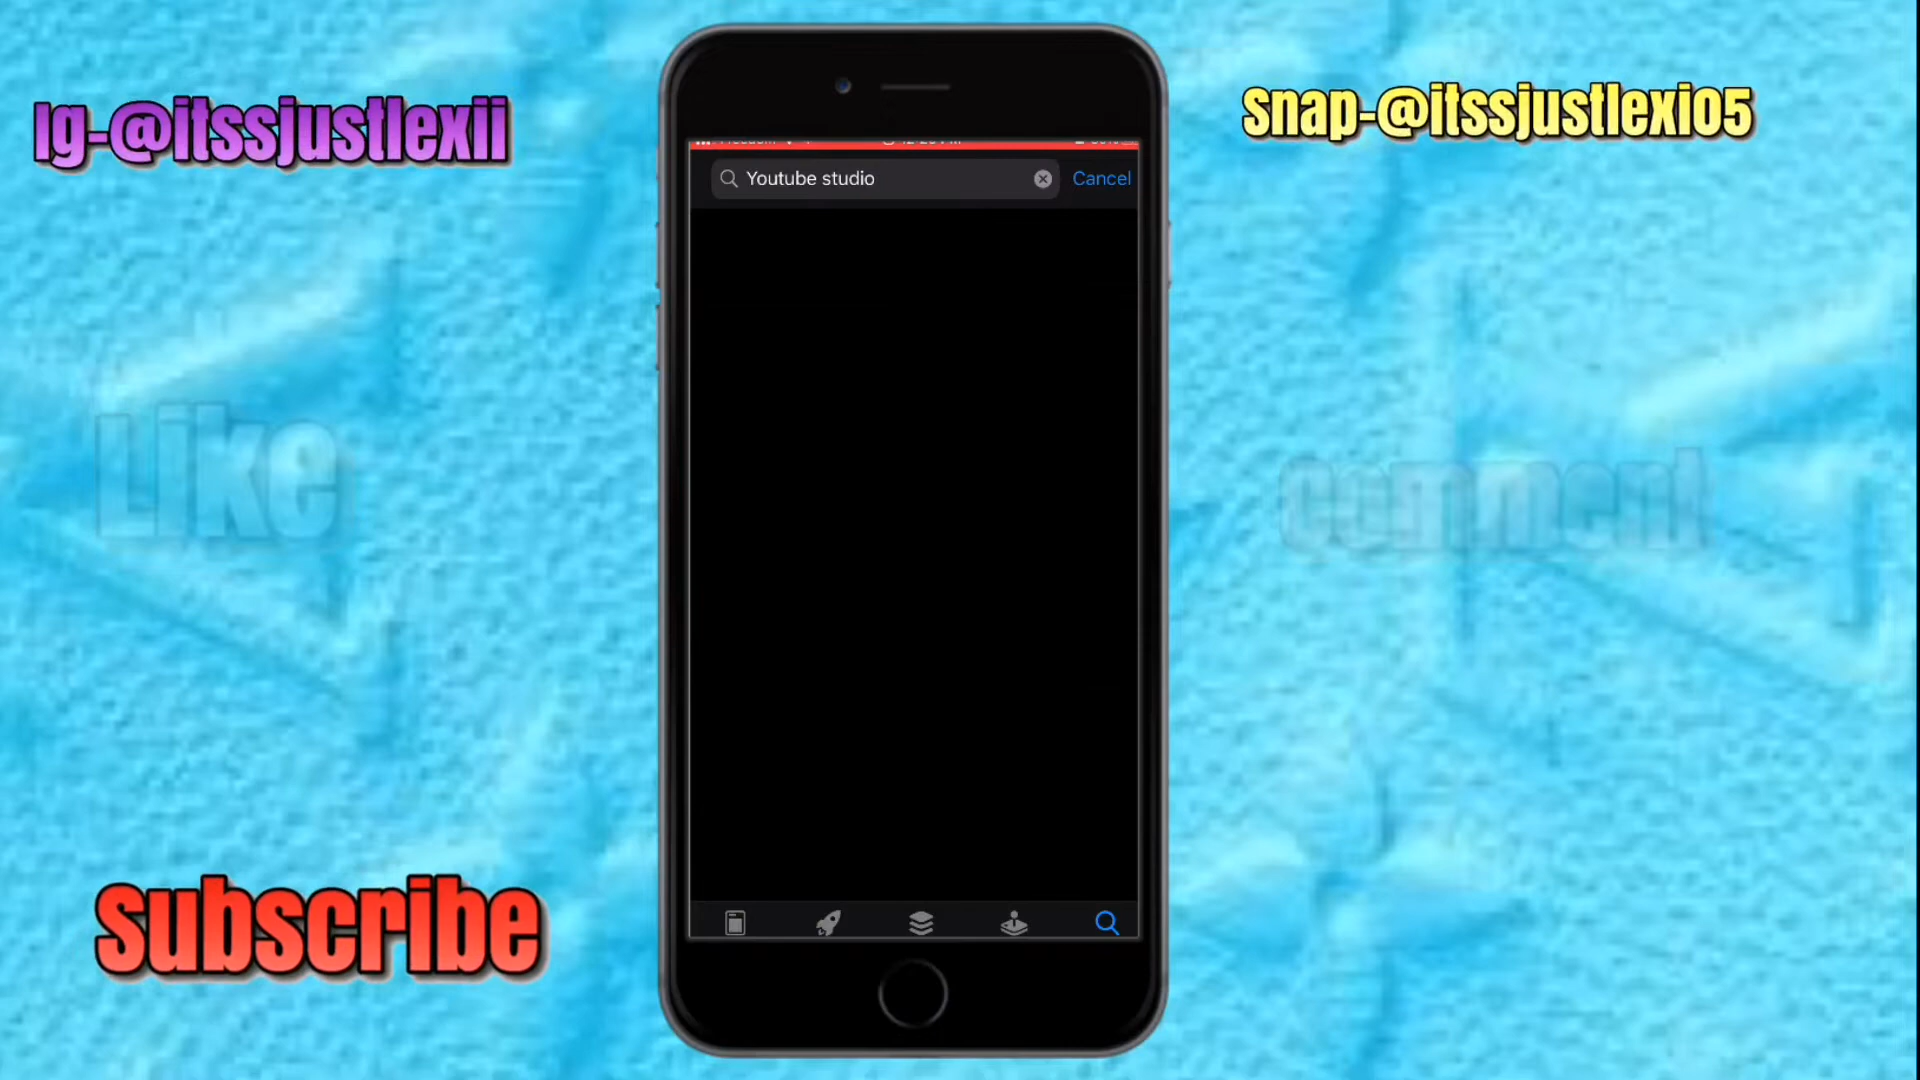 Ig-@itssjustlexii
Snap-@itssjustlexi05
Youtube studio
Cancel
Like
Comment
Subscribe